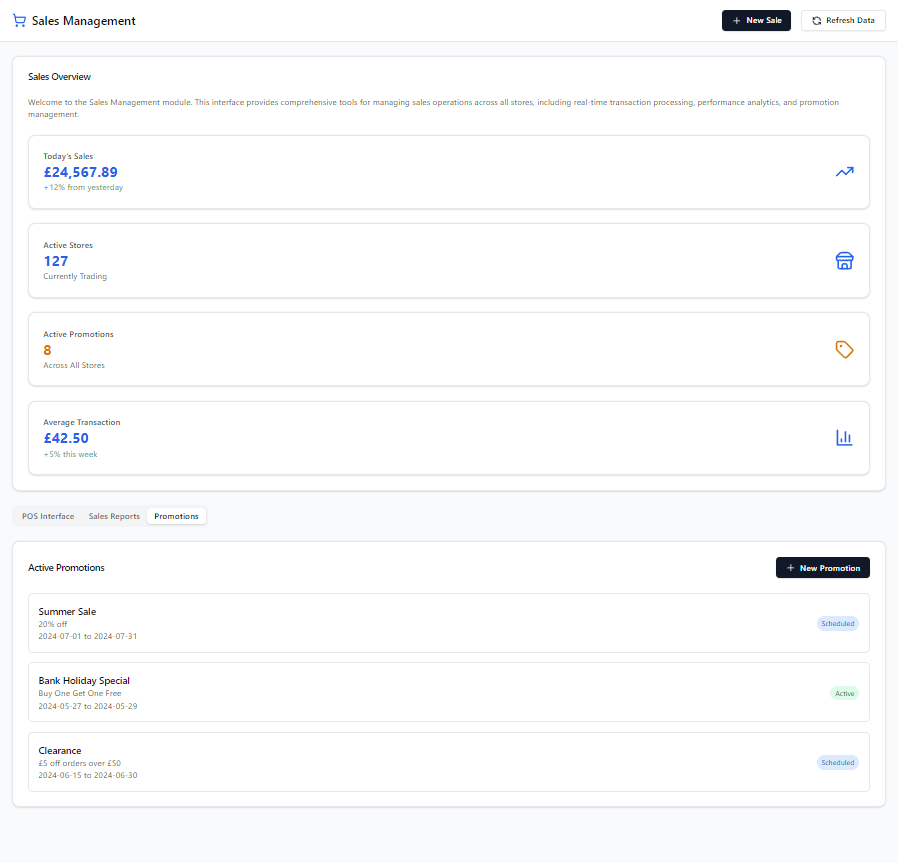 Sales Management
New Sale
Refresh Data
Sales Overview
Welcome to the Sales Management module. This interface provides comprehensive tools for managing sales operations across all stores, including real-time transaction processing, performance analytics, and promotion
management.
Today's Sales
£24,567.89
+12% from yesterday
Active Stores
127
Currently Trading
Active Promotions
8
Across All Stores
Average Transaction
£42.50
+5% this week
POS Interface
Sales Reports
Promotions
Active Promotions
New Promotion
Summer Sale
20% off
2024-07-01 to 2024-07-31
Scheduled
Bank Holiday Special
Buy One Get One Free
2024-05-27 to 2024-05-29
Active
Clearance
£5 off orders over £50
2024-06-15 to 2024-06-30
Scheduled